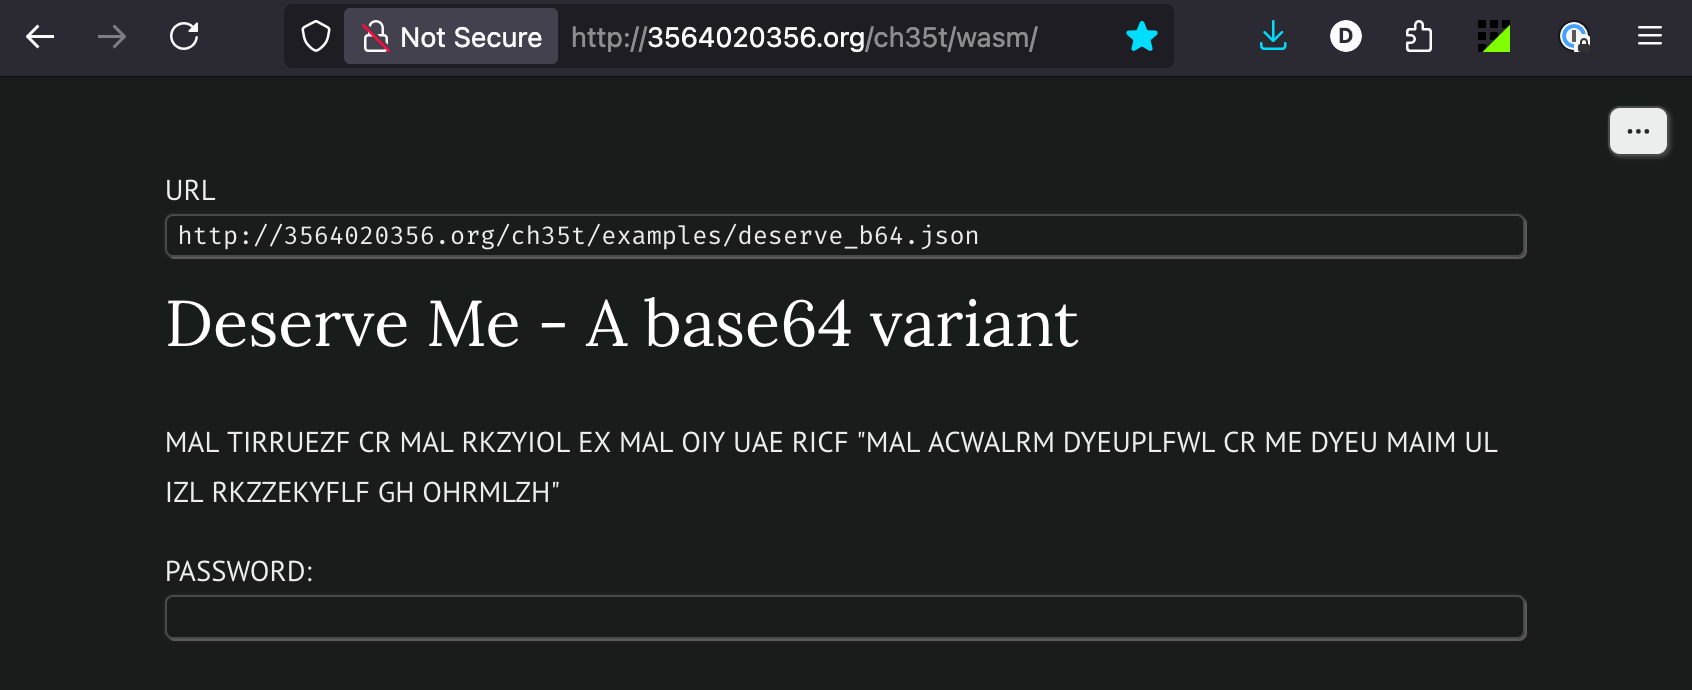 Not Secure http://3564020356.org/ch35t/wasm/
D
...
URL
http://3564020356.org/ch35t/examples/deserve_b64.json
Deserve Me - A base64 variant
MAL TIRRUEZF CR MAL RKZYIOL EX MAL OIY UAE RICF "MAL ACWALRM DYEUPLFWL CR ME DYEU MAIM UL
IZL RKZZEKYFLF GH OHRMLZH"
PASSWORD: